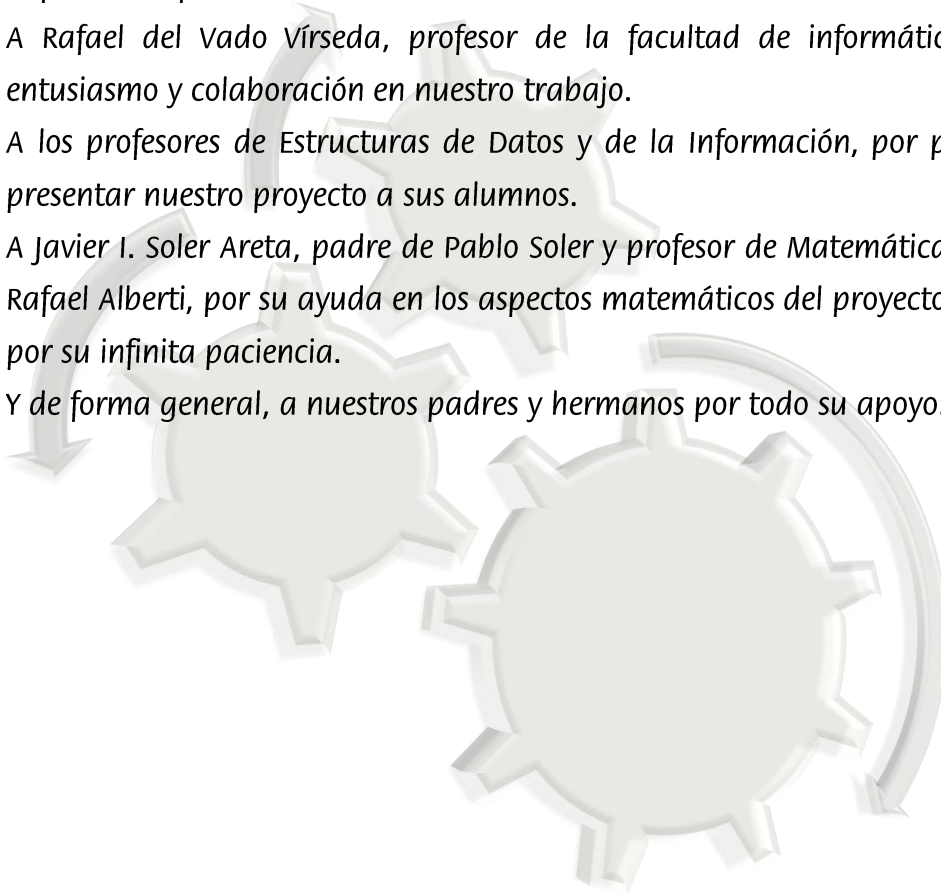 A Rafael del Vado Vírseda, profesor de la facultad de
entusiasmo y colaboración en nuestro trabajo.
A los profesores de Estructuras de Datos y de la Información, por
presentar nuestro proyecto a sus alumnos.
A Javier I. Soler Areta, padre de Pablo Soler y profesor de
Rafael Alberti, por su ayuda en los aspectos matemáticos del proyecto
por su infinita paciencia.
Y de forma general, a nuestros padres y hermanos por todo su apoyo.